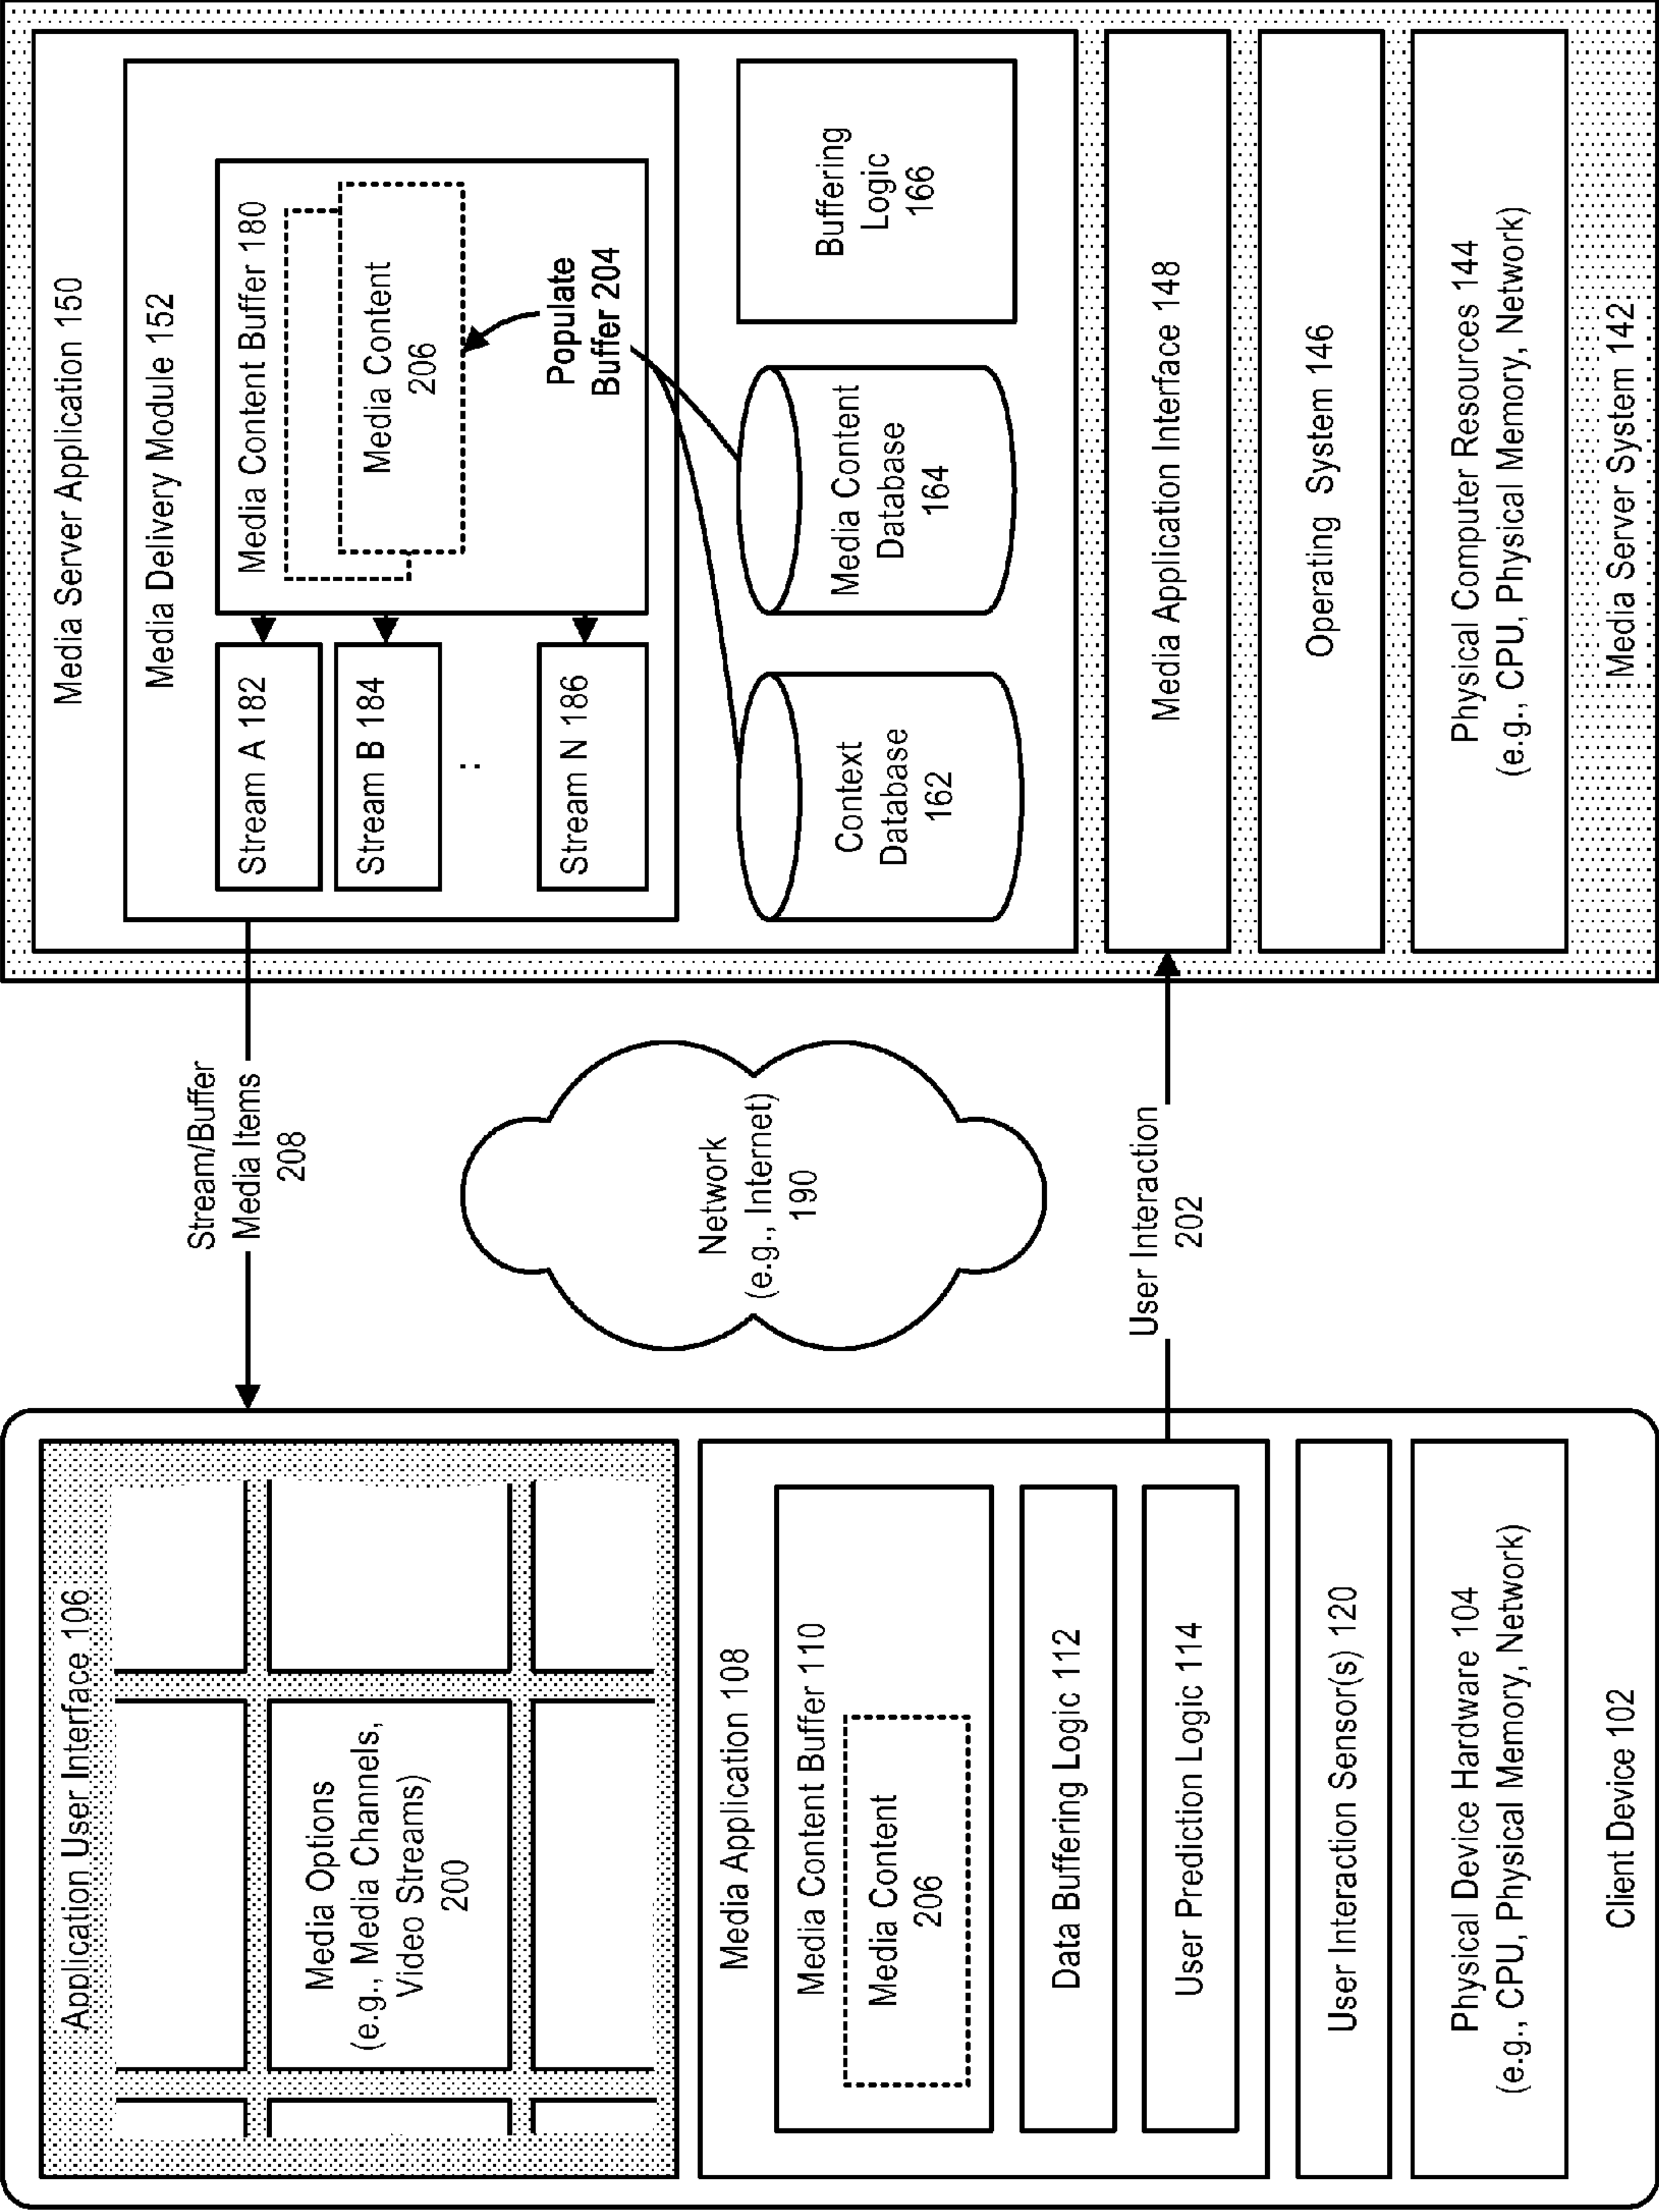 Application User Interface 106
Media Options
(e.g., Media Channels,
Video Streams)
200
Media Application 108
Media Content Buffer 110
Media Content
206
Data Buffering Logic 112
User Prediction Logic 114
User Interaction Sensor(s) 120
Physical Device Hardware 104
(e.g., CPU, Physical Memory, Network)
Client Device 102
Stream/Buffer
Media Items
208
Network
(e.g., Internet)
190
User Interaction
202
Media Server Application 150
Media Delivery Module 152
Stream A 182
Stream B 184
:
Stream N 186
Media Content Buffer 180
Media Content
206
Populate
Buffer 204
Context
Database
162
Media Content
Database
164
Buffering
Logic
166
Media Application Interface 148
Operating System 146
Physical Computer Resources 144
(e.g., CPU, Physical Memory, Network)
Media Server System 142